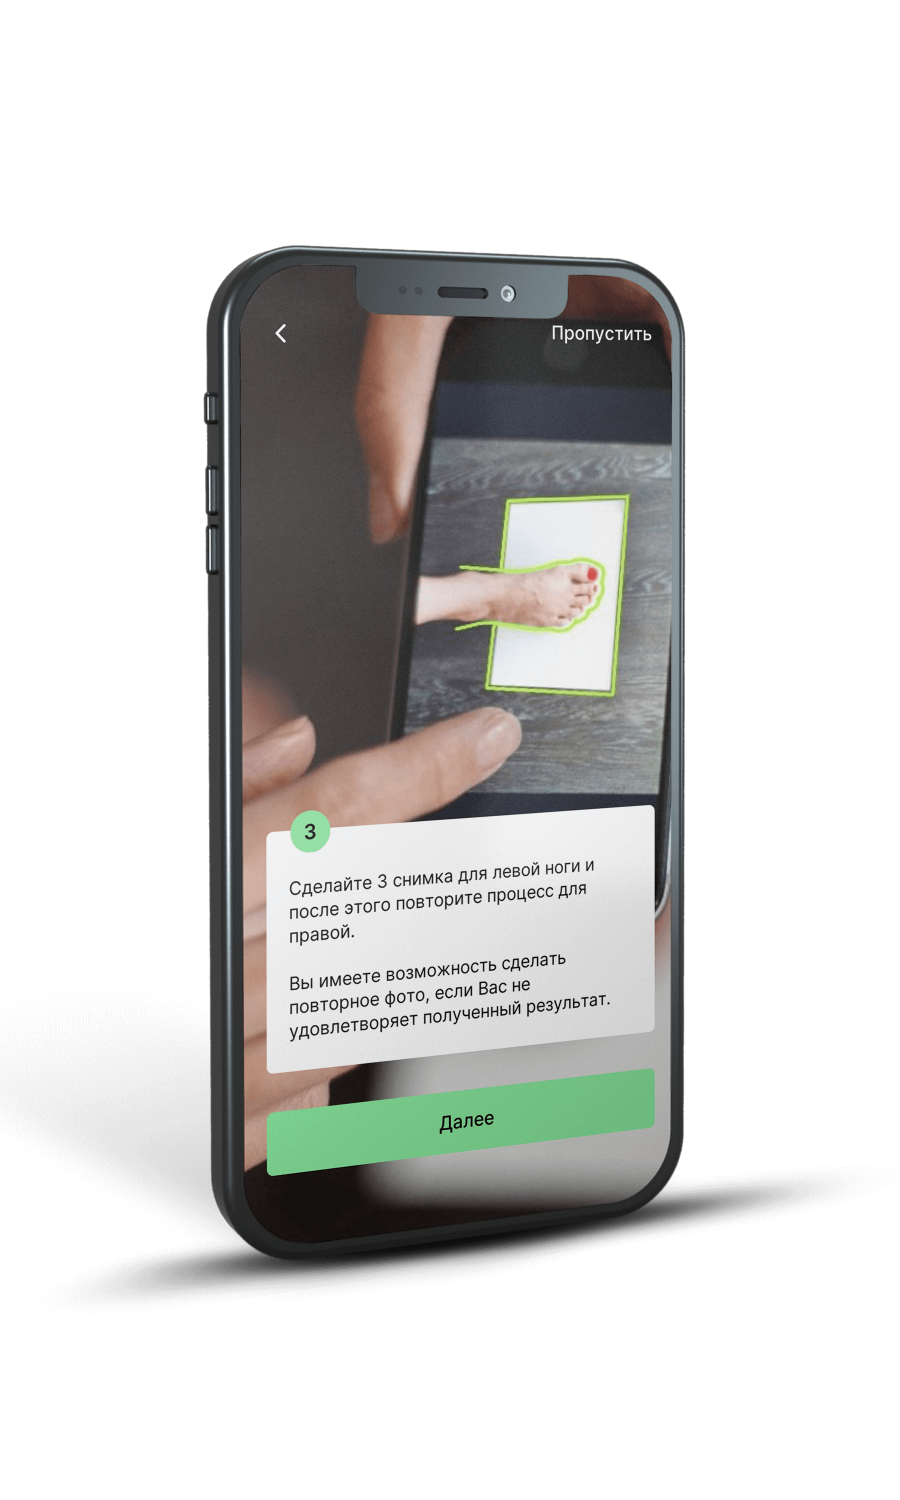 Пропустить
3
Сделайте 3 снимка для левой ноги и
после этого повторите процесс для
правой.
Вы имеете возможность сделать
повторное фото, если Вас не
удовлетворяет полученный результат.
Далее